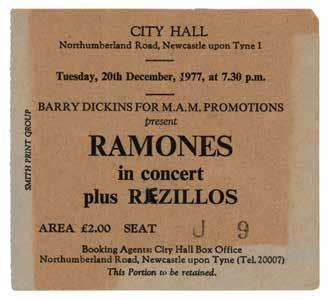 CITY HALL
Northumberland Road, Newcastle upon Tyne 1
Tuesday, 20th December, 1977, at 7.30 p.m.
BARRY DICKINS FOR M.A.M. PROMOTIONS
present
RAMONES
in concert
plus REZILLOS
AREA £2.00 SEAT J 9
Booking Agents: City Hall Box Office
Northumberland Road, Newcastle upon Tyne (Tel. 20007)
This Portion to be retained.
SMITH PRINT GROUP